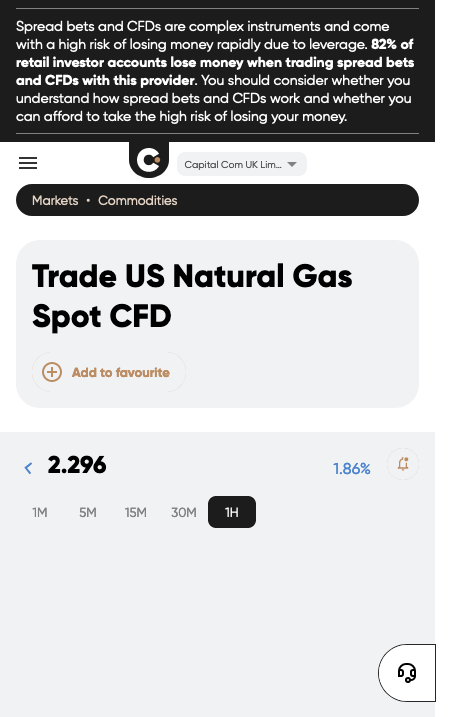 Spread bets and CFDs are complex instruments and come
with a high risk of losing money rapidly due to leverage. 82% of
retail investor accounts lose money when trading spread bets
and CFDs with this provider. You should consider whether you
understand how spread bets and CFDs work and whether you
can afford to take the high risk of losing your money.
Capital Com UK Lim...
Markets • Commodities
Trade US Natural Gas
Spot CFD
Add to favourite
2.296
1.86%
1M 5M 15M 30M 1H